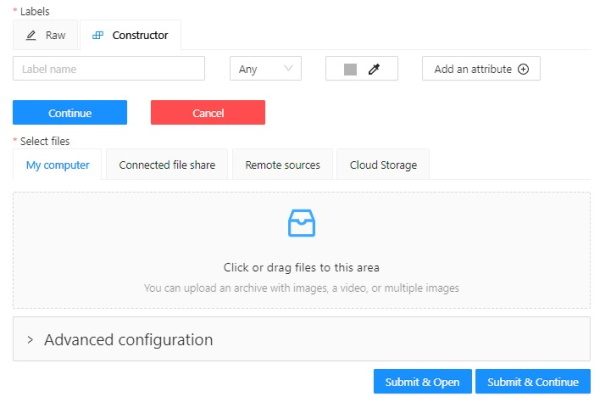 * Labels
Raw Constructor
Label name Any Add an attribute
Continue Cancel
* Select files
My computer Connected file share Remote sources Cloud Storage
Click or drag files to this area
You can upload an archive with images, a video, or multiple images
> Advanced configuration
Submit & Open Submit & Continue